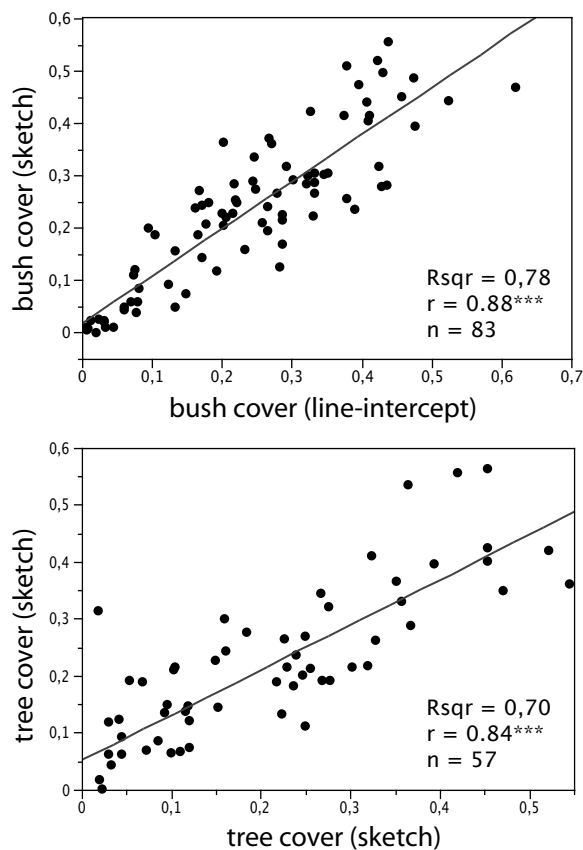 0,6
0,5
0,4
0,3
0,2
0,1
0
bush cover (sketch)
Rsqr = 0,78
r = 0.88***
n = 83
0 0,1 0,2 0,3 0,4 0,5 0,6 0,7
bush cover (line-intercept)
0,6
0,5
0,4
0,3
0,2
0,1
0
tree cover (sketch)
Rsqr = 0,70
r = 0.84***
n = 57
0 0,1 0,2 0,3 0,4 0,5
tree cover (sketch)